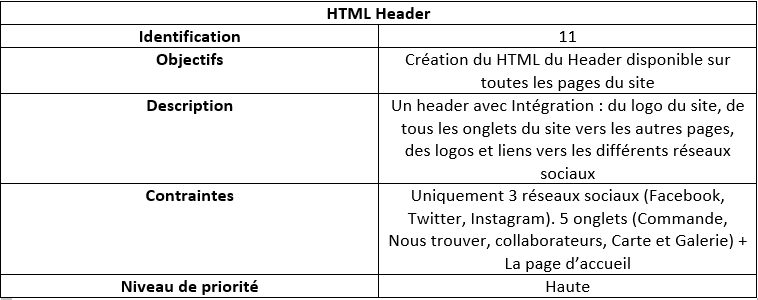 HTML Header
Identification 11
Objectifs Création du HTML du Header disponible sur
toutes les pages du site
Description Un header avec Intégration : du logo du site, de
tous les onglets du site vers les autres pages,
des logos et liens vers les différents réseaux
sociaux
Contraintes Uniquement 3 réseaux sociaux (Facebook,
Twitter, Instagram). 5 onglets (Commande,
Nous trouver, collaborateurs, Carte et Galerie) +
La page d’accueil
Niveau de priorité Haute